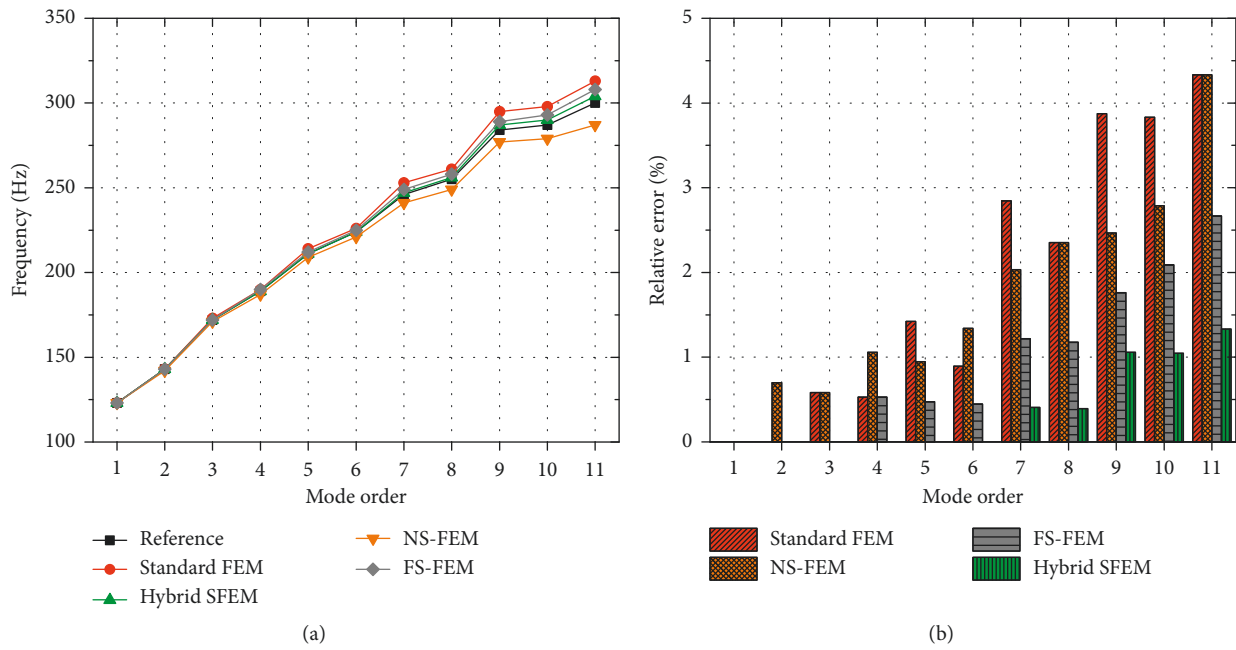 350
300
250
200
150
100
Frequency (Hz)
1 2 3 4 5 6 7 8 9 10 11
Mode order
Reference
Standard FEM
Hybrid SFEM
NS-FEM
FS-FEM
(a)
5
4
3
2
1
0
Relative error (%)
1 2 3 4 5 6 7 8 9 10 11
Mode order
Standard FEM
NS-FEM
FS-FEM
Hybrid SFEM
(b)